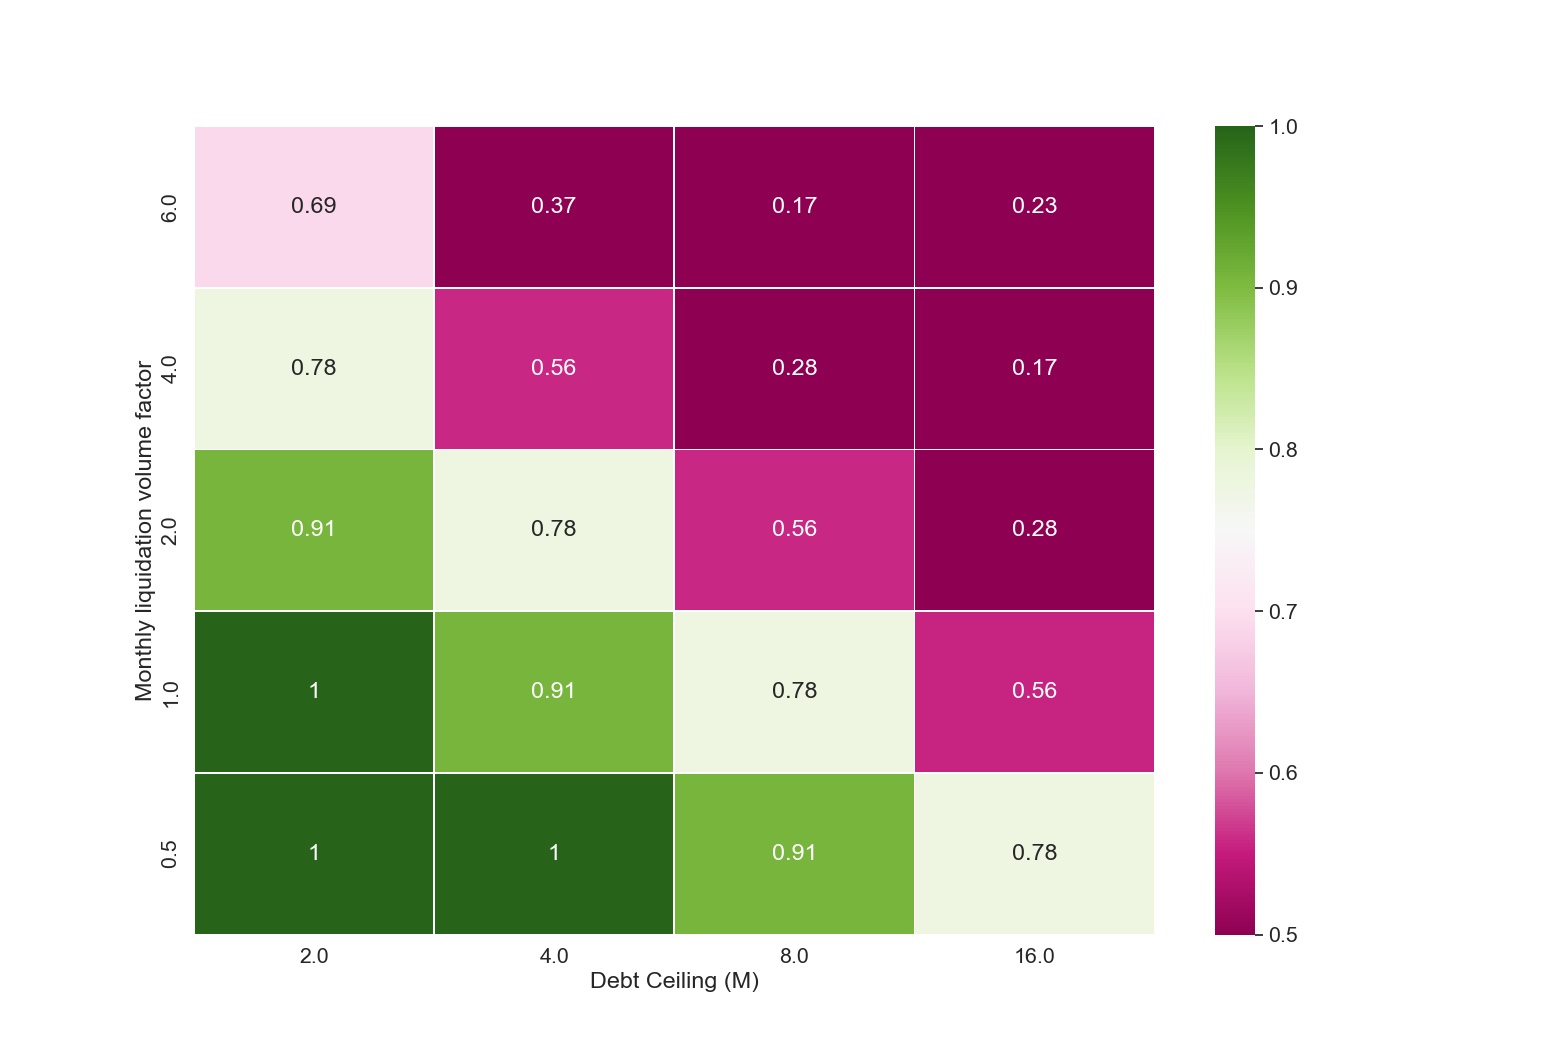 Monthly liquidation volume factor
6.0 0.69 0.37 0.17 0.23
4.0 0.78 0.56 0.28 0.17
2.0 0.91 0.78 0.56 0.28
1.0 1 0.91 0.78 0.56
0.5 1 1 0.91 0.78
2.0 4.0 8.0 16.0
Debt Ceiling (M)
1.0
0.9
0.8
0.7
0.6
0.5